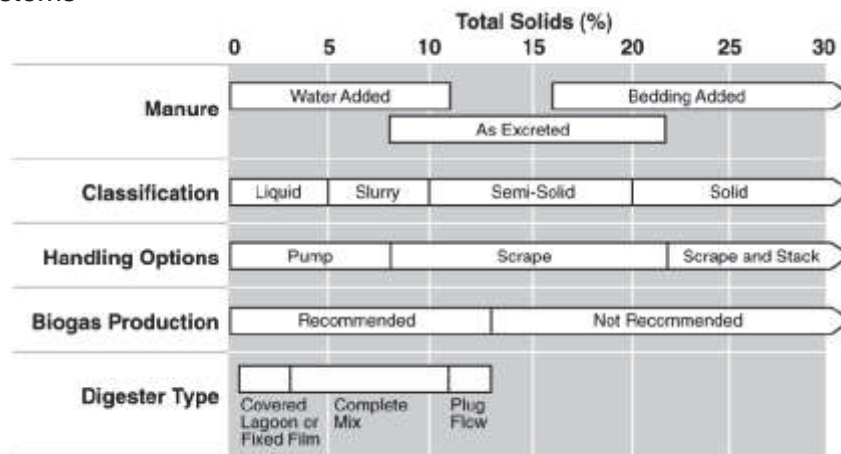 Total Solids (%)
0 5 10 15 20 25 30
Manure
Water Added
Bedding Added
As Excreted
Classification
Liquid
Slurry
Semi-Solid
Solid
Handling Options
Pump
Scrape
Scrape and Stack
Biogas Production
Recommended
Not Recommended
Digester Type
Covered
Lagoon or
Fixed Film
Complete
Mix
Plug
Flow